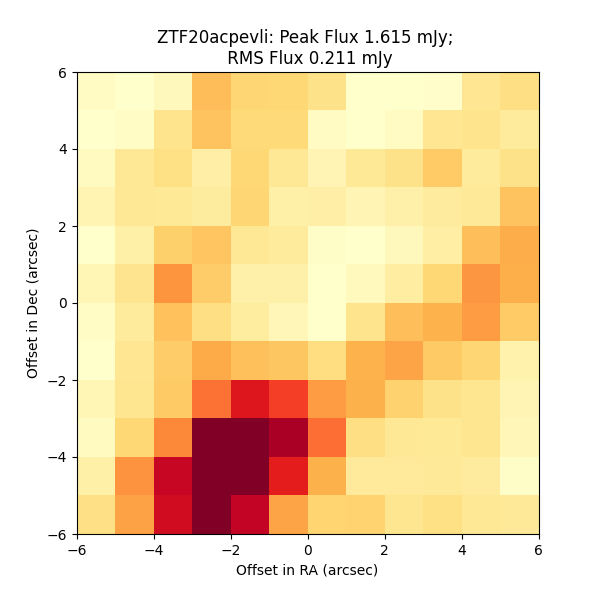 ZTF20acpevli: Peak Flux 1.615 mJy;
RMS Flux 0.211 mJy
6
4
2
0
−2
−4
−6
Offset in Dec (arcsec)
−6 −4 −2 0 2 4 6
Offset in RA (arcsec)